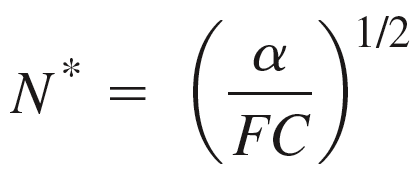 N* = (α/FC)^1/2